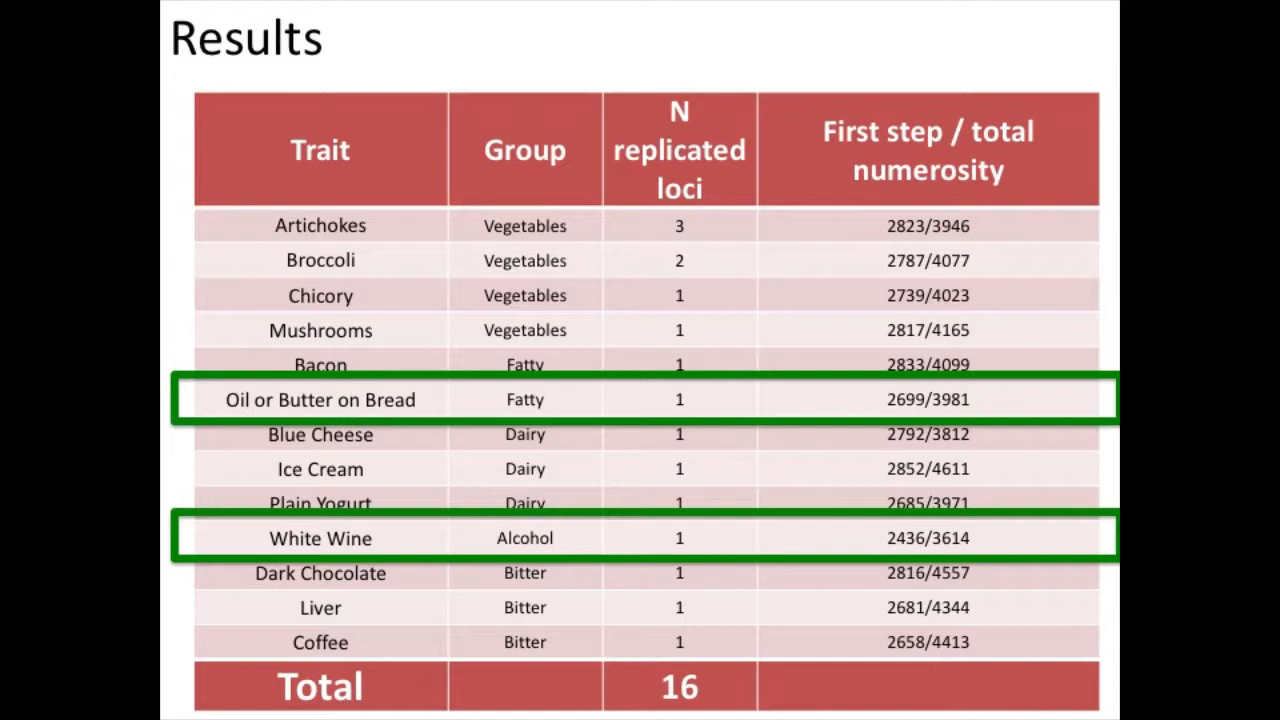 Results
Trait Group N replicated loci First step / total numerosity
Artichokes Vegetables 3 2823/3946
Broccoli Vegetables 2 2787/4077
Chicory Vegetables 1 2739/4023
Mushrooms Vegetables 1 2817/4165
Bacon Fatty 1 2833/4099
Oil or Butter on Bread Fatty 1 2699/3981
Blue Cheese Dairy 1 2792/3812
Ice Cream Dairy 1 2852/4611
Plain Yogurt Dairy 1 2685/3971
White Wine Alcohol 1 2436/3614
Dark Chocolate Bitter 1 2816/4557
Liver Bitter 1 2681/4344
Coffee Bitter 1 2658/4413
Total 16